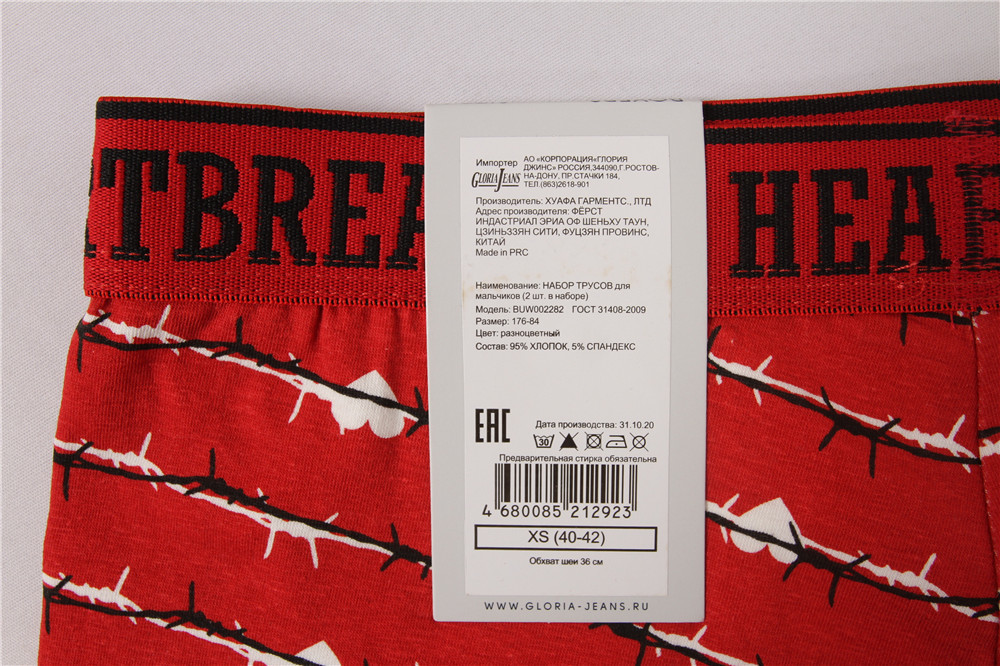 TBREA
HEA
Импортер
GLORIA JEANS
АО «КОРПОРАЦИЯ«ГЛОРИЯ
ДЖИНС» РОССИЯ,344090,Г.РОСТОВ-
НА-ДОНУ, ПР.СТАЧКИ 184,
ТЕЛ.(863)2618-901
Производитель: ХУАФА ГАРМЕНТС., ЛТД
Адрес производителя: ФЁРСТ
ИНДАСТРИАЛ ЭРИА ОФ ШЕНЬХУ ТАУН,
ЦЗИНЬЗЗЯН СИТИ, ФУЦЗЯН ПРОВИНС,
КИТАЙ
Made in PRC
Наименование: НАБОР ТРУСОВ для
мальчиков (2 шт. в наборе)
Модель: BUW002282 ГОСТ 31408-2009
Размер: 176-84
Цвет: разноцветный
Состав: 95% ХЛОПОК, 5% СПАНДЕКС
EAC
Дата производства: 31.10.20
30
Предварительная стирка обязательна
4 680085 212923
XS (40-42)
Обхват шеи 36 см
WWW.GLORIA-JEANS.RU